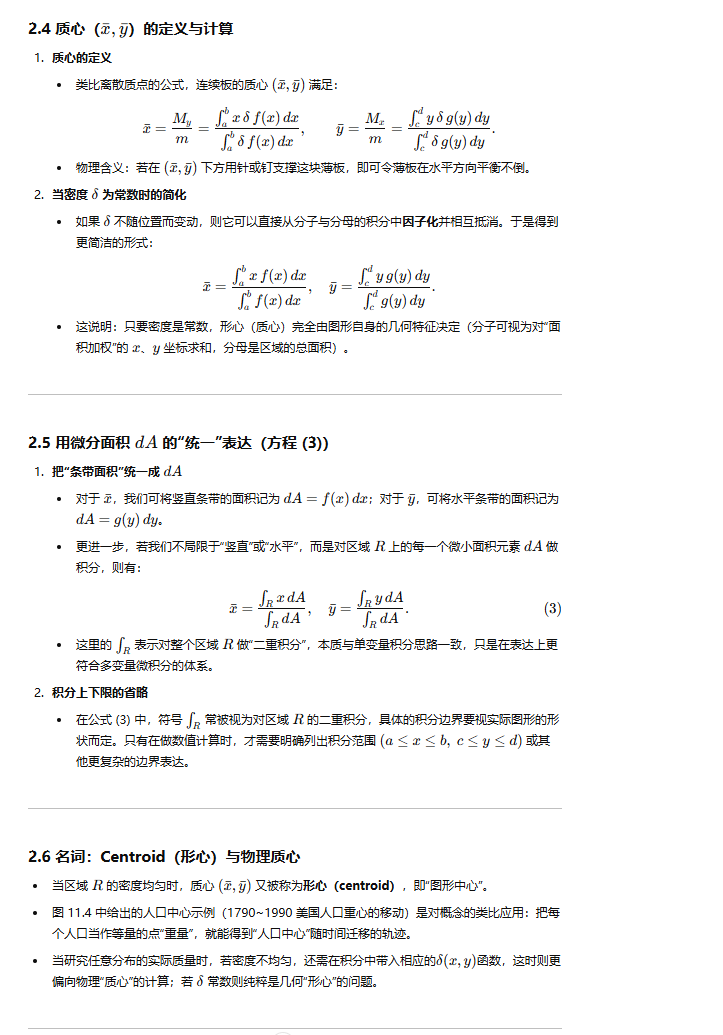 2.4 质心（x̄, ȳ）的定义与计算
1. 质心的定义
• 类比离散质点的公式，连续板的质心 (x̄, ȳ) 满足：
x̄ = M_y / m = ∫_a^b x δ f(x) dx / ∫_a^b δ f(x) dx,  ȳ = M_x / m = ∫_c^d y δ g(y) dy / ∫_c^d δ g(y) dy.
• 物理含义：若在 (x̄, ȳ) 下方用针或钉支撑这块薄板，即可令薄板在水平方向平衡不倒。
2. 当密度 δ 为常数时的简化
• 如果 δ 不随位置而变动，则它可以直接从分子与分母的积分中因子化并相互抵消。于是得到
更简洁的形式：
x̄ = ∫_a^b x f(x) dx / ∫_a^b f(x) dx,  ȳ = ∫_c^d y g(y) dy / ∫_c^d g(y) dy.
• 这说明：只要密度是常数，形心（质心）完全由图形自身的几何特征决定（分子可视为对“面
积加权”的 x、y 坐标求和，分母是区域的总面积）。
2.5 用微分面积 dA 的“统一”表达（方程 (3)）
1. 把“条带面积”统一成 dA
• 对于 x̄，我们可将竖直条带的面积记为 dA = f(x) dx；对于 ȳ，可将水平条带的面积记为
dA = g(y) dy。
• 更进一步，若我们不局限于“竖直”或“水平”，而是对区域 R 上的每一个微小面积元素 dA 做
积分，则有：
x̄ = ∫_R x dA / ∫_R dA,  ȳ = ∫_R y dA / ∫_R dA. (3)
• 这里的 ∫_R 表示对整个区域 R 做“二重积分”，本质与单变量积分思路一致，只是在表达上更
符合多变量微积分的体系。
2. 积分上下限的省略
• 在公式 (3) 中，符号 ∫_R 常被视为对区域 R 的二重积分，具体的积分边界要视实际图形的形
状而定。只有在做数值计算时，才需要明确列出积分范围 (a ≤ x ≤ b, c ≤ y ≤ d) 或其
他更复杂的边界表达。
2.6 名词：Centroid（形心）与物理质心
• 当区域 R 的密度均匀时，质心 (x̄, ȳ) 又被称为形心（centroid），即“图形中心”。
• 图 11.4 中给出的人口中心示例（1790~1990 美国人口重心的移动）是对概念的类比应用：把每
个人口当作等量的点“重量”，就能得到“人口中心”随时间迁移的轨迹。
• 当研究任意分布的实际质量时，若密度不均匀，还需在积分中带入相应的δ(x, y)函数，这时则更
偏向物理“质心”的计算；若 δ 常数则纯粹是几何“形心”的问题。